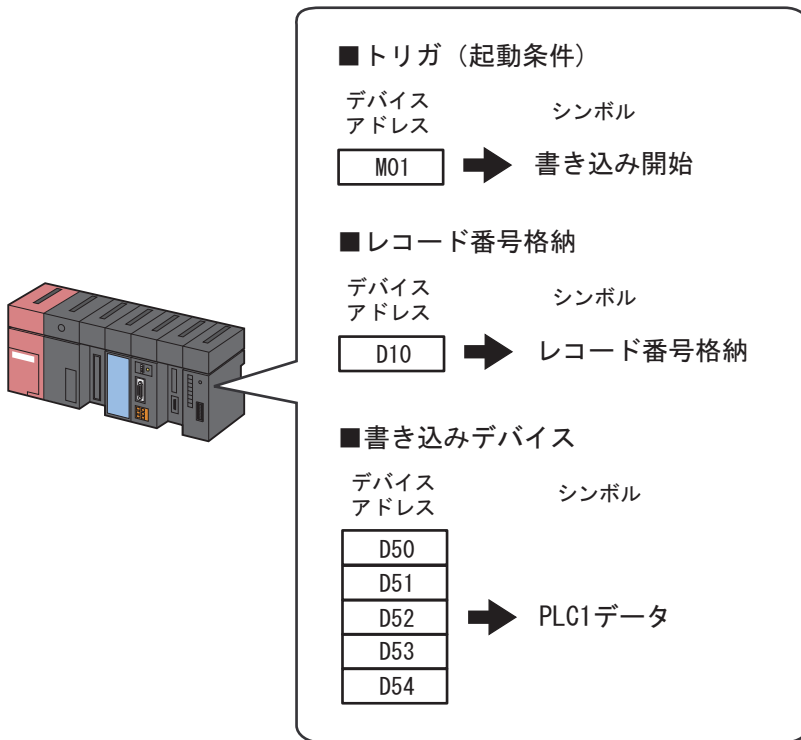 ■トリガ（起動条件）
デバイス
アドレス
シンボル
M01
書き込み開始
■レコード番号格納
デバイス
アドレス
シンボル
D10
レコード番号格納
■書き込みデバイス
デバイス
アドレス
シンボル
D50
D51
D52
D53
D54
PLC1データ